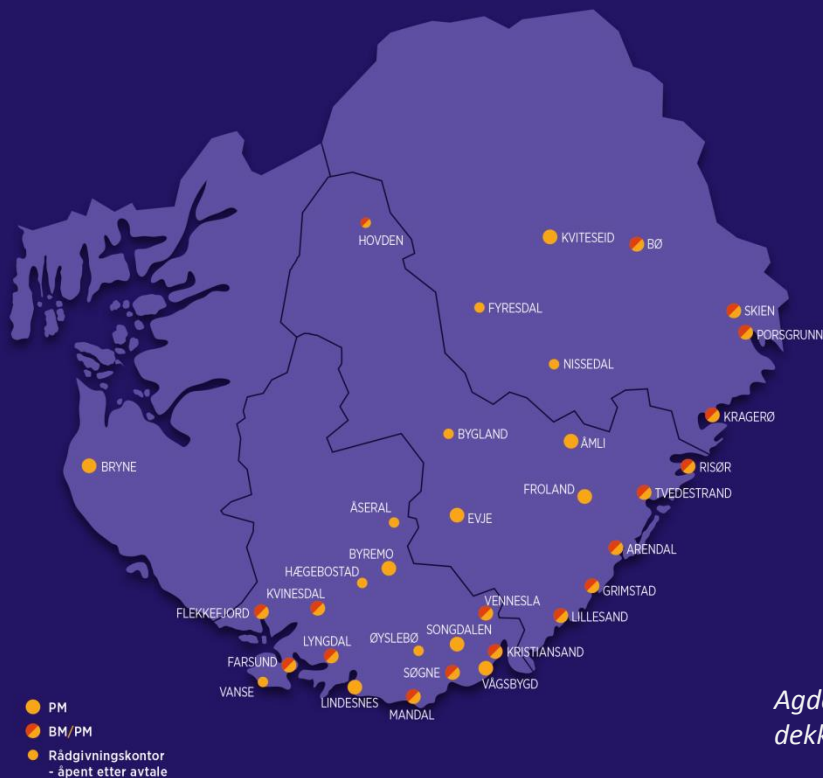 HOVDEN
KVITESEID
BØ
FYRESDAL
SKIEN
PORSGRUNN
NISSEDAL
KRAGERØ
BYGLAND
ÅMLI
BRYNE
RISØR
FROLAND
TVEDESTRAND
ÅSERAL
EVJE
ARENDAL
BYREMO
HÆGEBOSTAD
GRIMSTAD
KVINESDAL
VENNESLA
FLEKKEFJORD
LILLESAND
SONGDALEN
LYNGDAL
ØYSLEBØ
KRISTIANSAND
FARSUND
SØGNE
VÅGSBYGD
VANSE
LINDESNES
MANDAL
PM
BM/PM
Rådgivningskontor
- åpent etter avtale
Agd
dekk